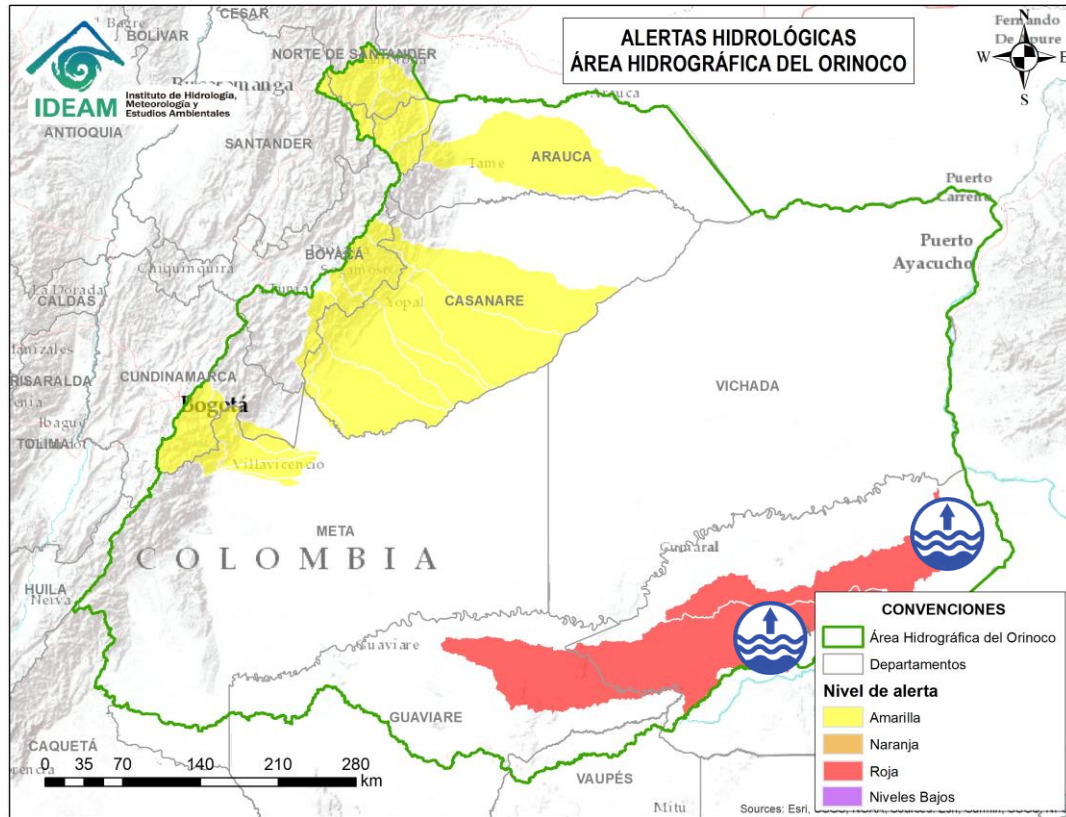 ALERTAS HIDROLÓGICAS
ÁREA HIDROGRÁFICA DEL ORINOCO
IDEAM
Instituto de Hidrología,
Meteorología y
Estudios Ambientales
N
W
E
S
CESAR
BOLÍVAR
NORTE DE SANTANDER
Fernando
De Apure
Arauca
ANTIOQUIA
SANTANDER
Tame
ARAUCA
Puerto
Carreño
Puerto
Ayacucho
BOYACÁ
Sogamoso
Chiquinquira
Tunja
La Dorada
CALDAS
Yopal
CASANARE
RISARALDA
CUNDINAMARCA
VICHADA
Bogotá
Ibague
TOLIMA
Villavicencio
META
COLOMBIA
Cumaral
HUILA
Neiva
Guaviare
GUAVIARE
CAQUETÁ
VAUPÉS
Mitú
0 35 70 140 210 280
km
CONVENCIONES
Área Hidrográfica del Orinoco
Departamentos
Nivel de alerta
Amarilla
Naranja
Roja
Niveles Bajos
Sources: Esri,